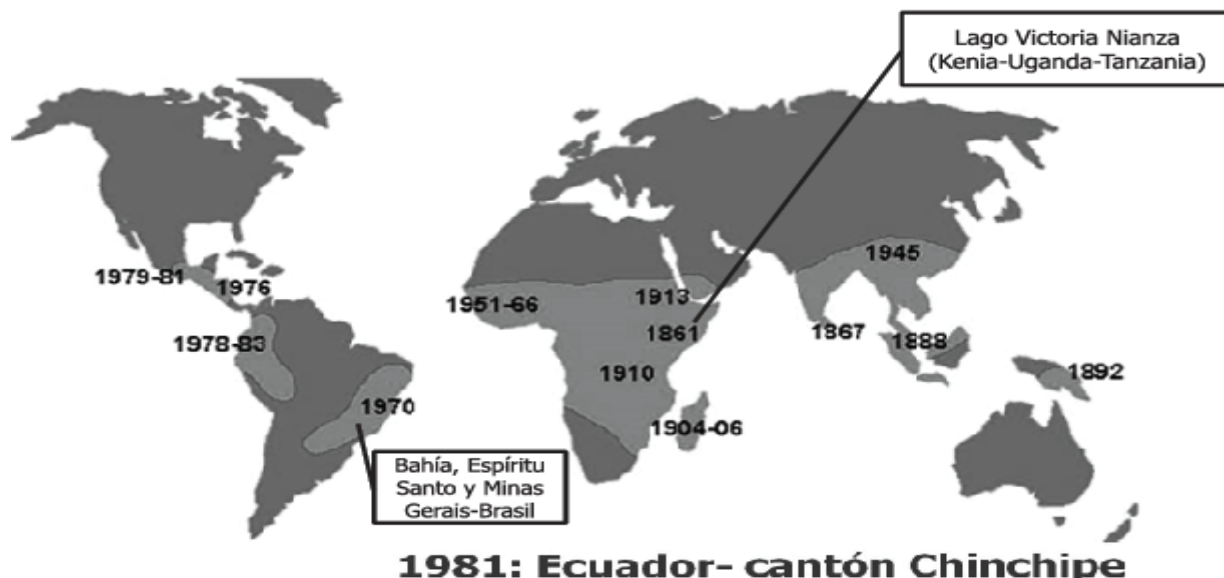 Lago Victoria Nianza
(Kenia-Uganda-Tanzania)
1945
1979-81
1976
1951-66
1913
1861
1867
1888
1978-83
1910
1892
1970
1904-06
Bahía, Espíritu
Santo y Minas
Gerais-Brasil
1981: Ecuador- cantón Chinchipe